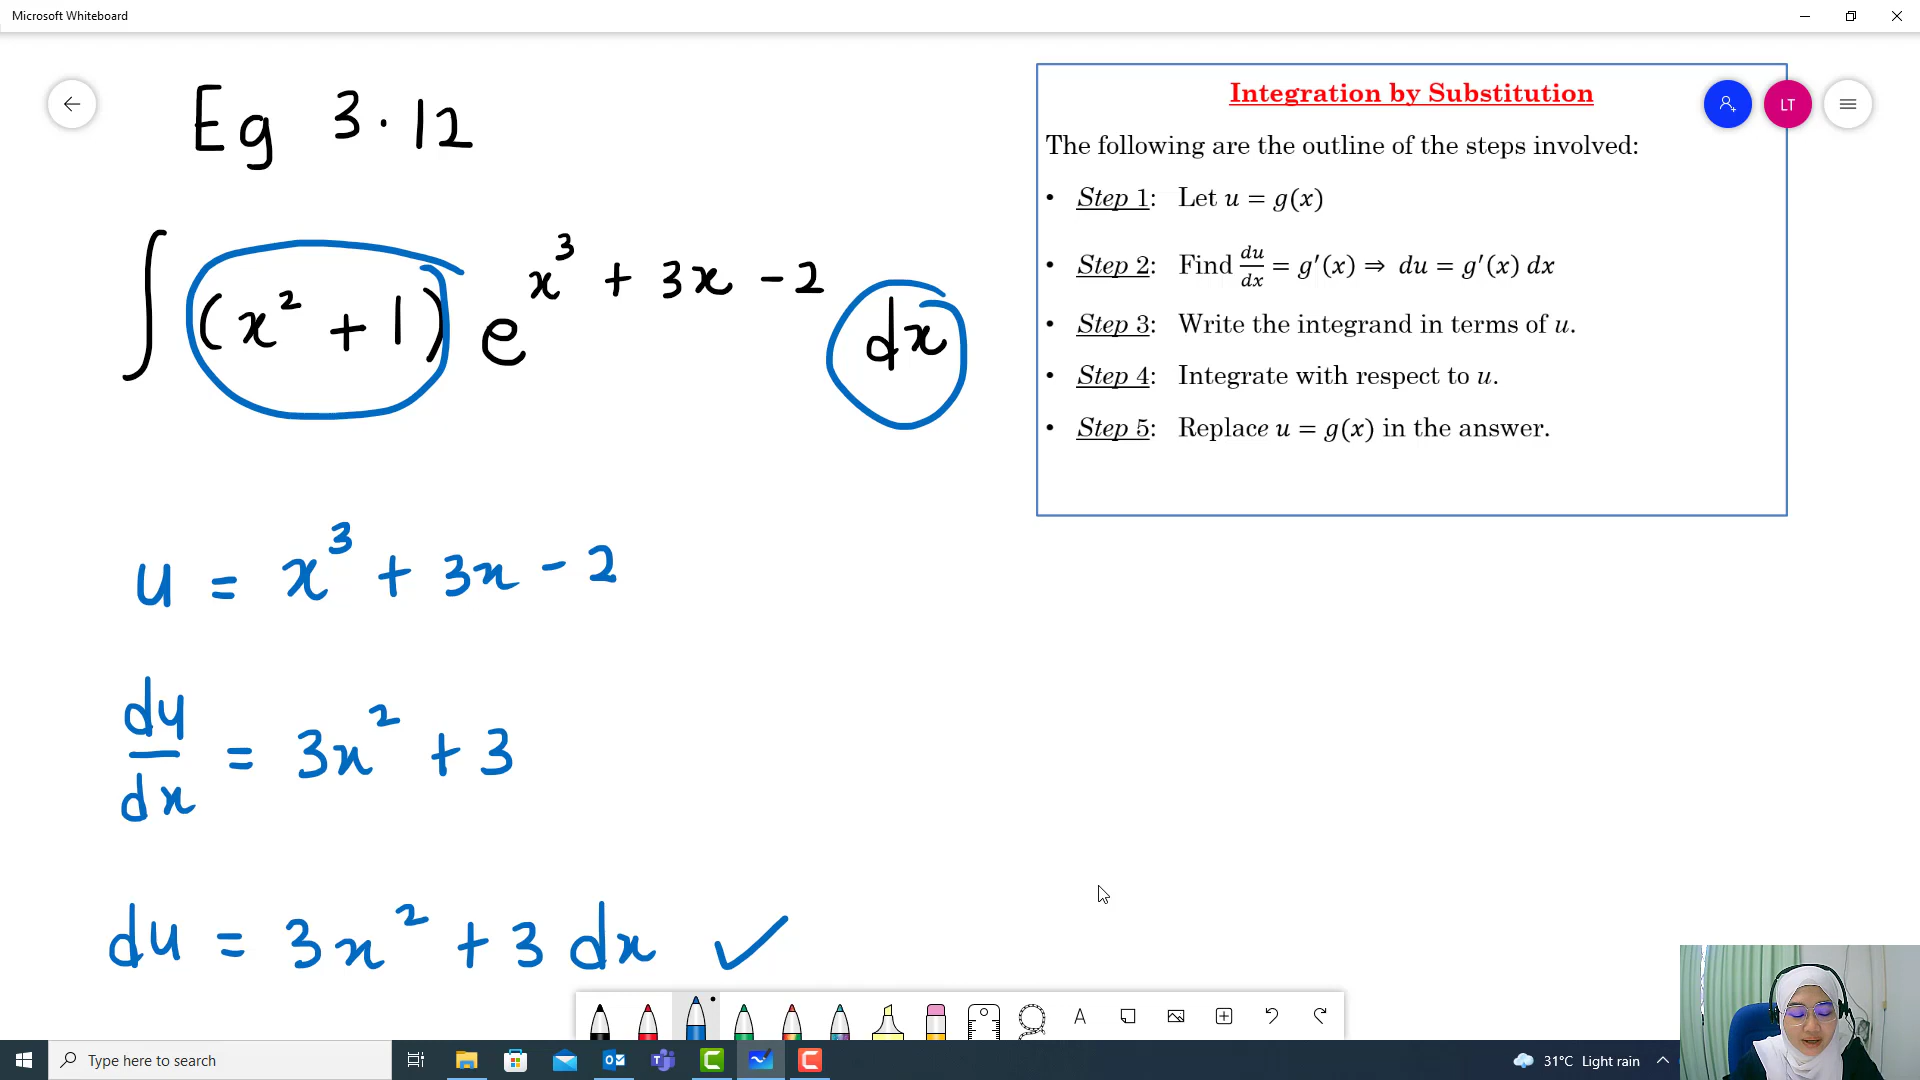 Microsoft Whiteboard
Eg 3.12
∫ (x² + 1) e^{x³ + 3x - 2} dx
u = x³ + 3x - 2
du/dx = 3x² + 3
du = 3x² + 3 dx ✓
Integration by Substitution
The following are the outline of the steps involved:
• Step 1: Let u = g(x)
• Step 2: Find du/dx = g′(x) ⇒ du = g′(x) dx
• Step 3: Write the integrand in terms of u.
• Step 4: Integrate with respect to u.
• Step 5: Replace u = g(x) in the answer.
LT
A
Type here to search
31°C Light rain